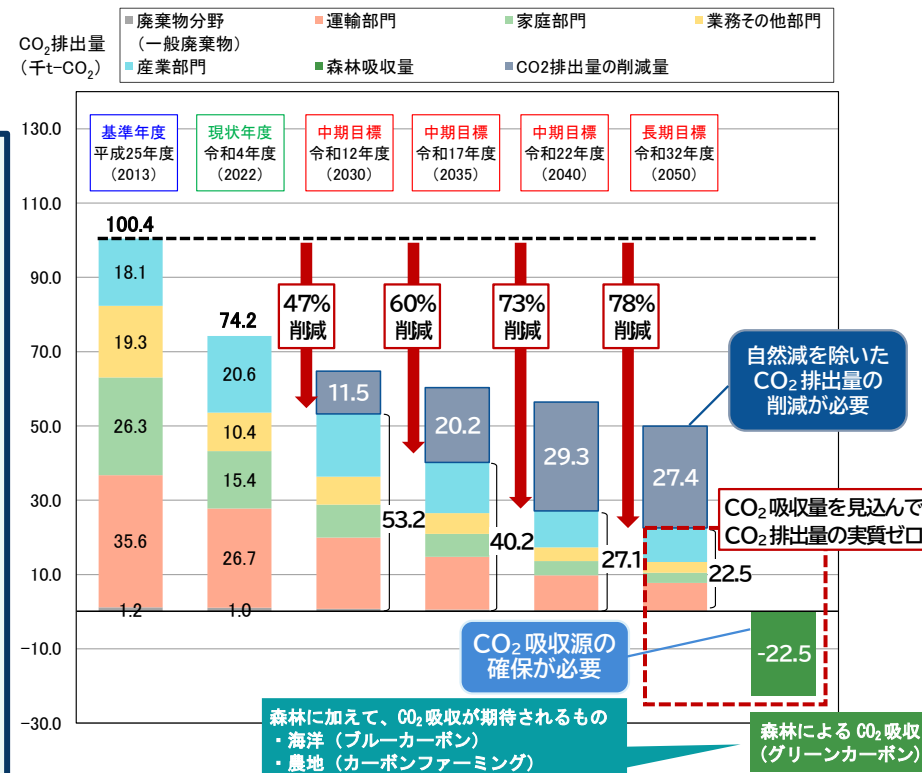 CO₂排出量
（千t-CO₂）
廃棄物分野
（一般廃棄物）
運輸部門
家庭部門
業務その他部門
産業部門
森林吸収量
CO2排出量の削減量
130.0
110.0
90.0
70.0
50.0
30.0
10.0
−10.0
−30.0
基準年度
平成25年度
（2013）
現状年度
令和4年度
（2022）
中期目標
令和12年度
（2030）
中期目標
令和17年度
（2035）
中期目標
令和22年度
（2040）
長期目標
令和32年度
（2050）
100.4
18.1
19.3
26.3
35.6
1.2
74.2
20.6
10.4
15.4
26.7
1.0
47%
削減
11.5
53.2
60%
削減
20.2
40.2
73%
削減
29.3
27.1
78%
削減
27.4
22.5
自然減を除いた
CO₂排出量の
削減が必要
CO₂吸収量を見込んで
CO₂排出量の実質ゼロ
CO₂吸収源の
確保が必要
-22.5
森林に加えて、CO₂吸収が期待されるもの
・海洋（ブルーカーボン）
・農地（カーボンファーミング）
森林によるCO₂吸収
（グリーンカーボン）